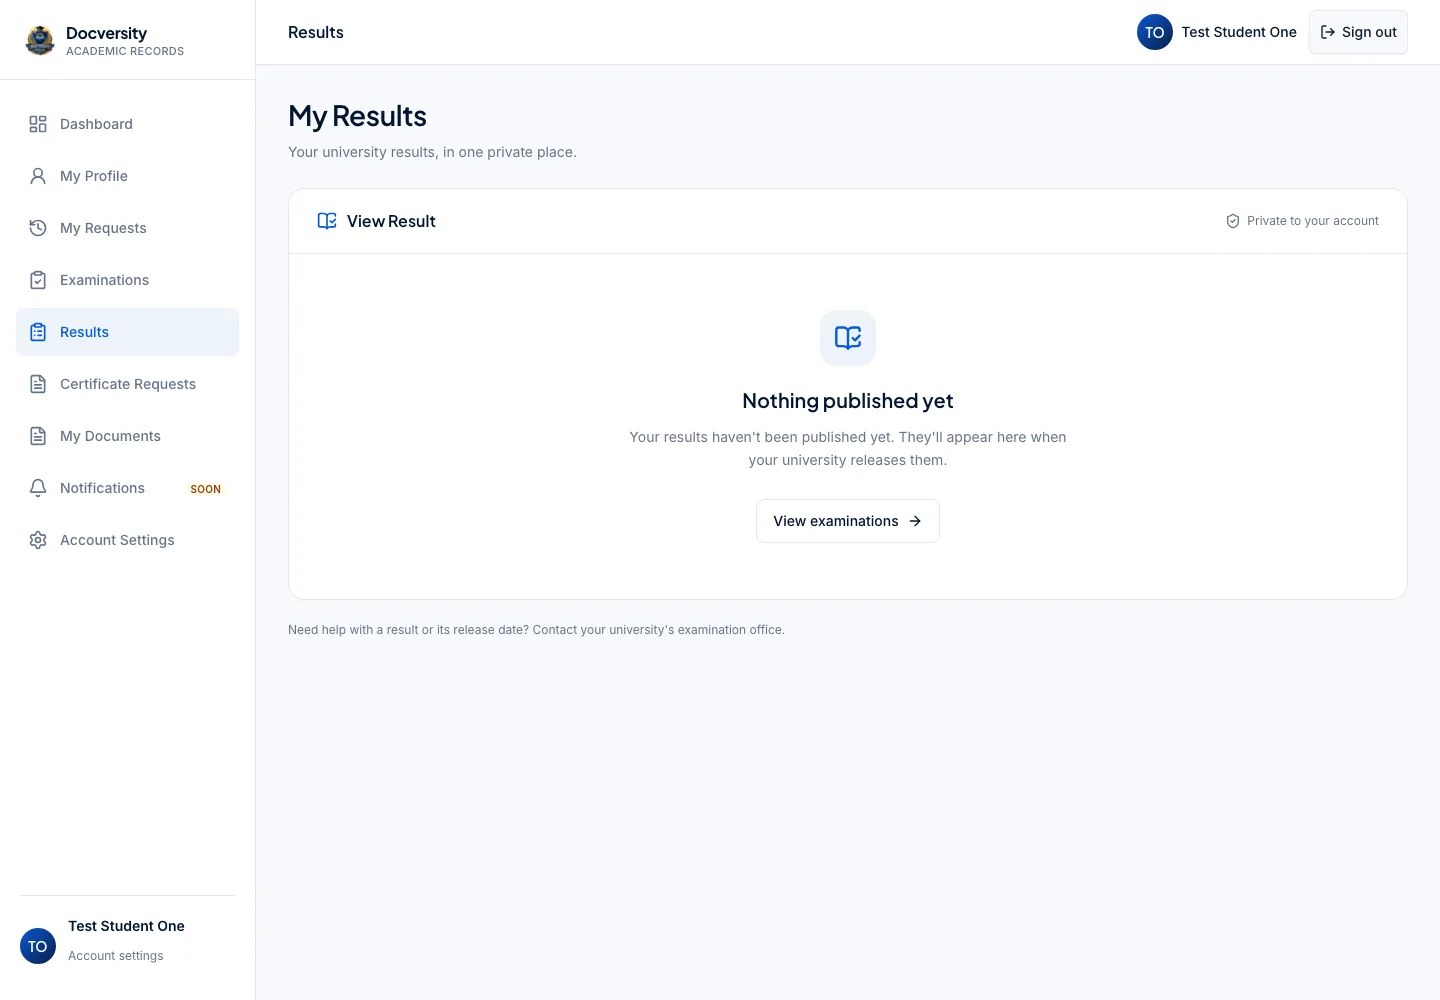 Docversity
ACADEMIC RECORDS
Dashboard
My Profile
My Requests
Examinations
Results
Certificate Requests
My Documents
Notifications SOON
Account Settings
TO
Test Student One
Account settings
Results
TO Test Student One Sign out
My Results
Your university results, in one private place.
View Result
Private to your account
Nothing published yet
Your results haven't been published yet. They'll appear here when
your university releases them.
View examinations
Need help with a result or its release date? Contact your university's examination office.